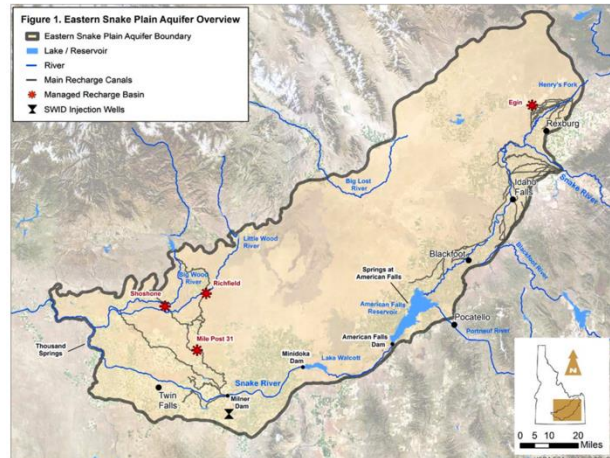 Figure 1. Eastern Snake Plain Aquifer Overview
Eastern Snake Plain Aquifer Boundary
Lake / Reservoir
River
Main Recharge Canals
Managed Recharge Basin
SWID Injection Wells
Henry's Fork
Egin
Rexburg
Snake River
Big Lost
River
Idaho
Falls
Little Wood
River
Blackfoot
Blackfoot River
Big Wood
River
Richfield
Shoshone
Springs at
American Falls
American Falls
Reservoir
Pocatello
Portneuf River
Mile Post 31
Thousand
Springs
American Falls
Dam
Minidoka
Dam
Lake Walcott
Snake River
Twin
Falls
Milner
Dam
N
0 5 10 20
Miles